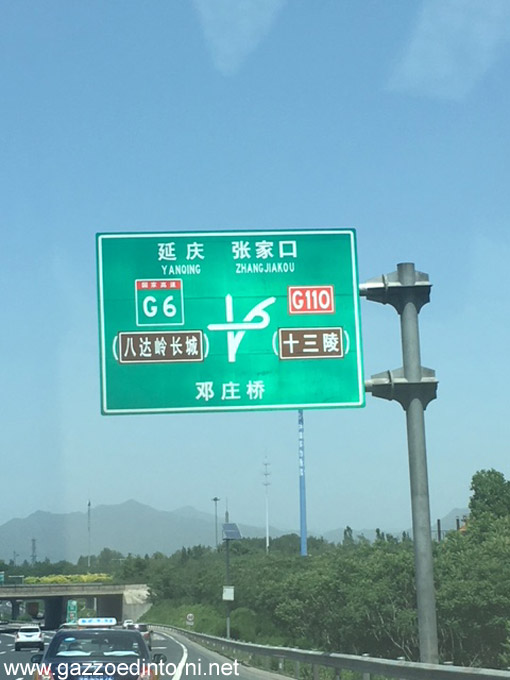 延庆 张家口
YANQING ZHANGJIAKOU
国家高速
G6
G110
(八达岭长城)
(十三陵)
邓庄桥
www.gazzoedintorni.net